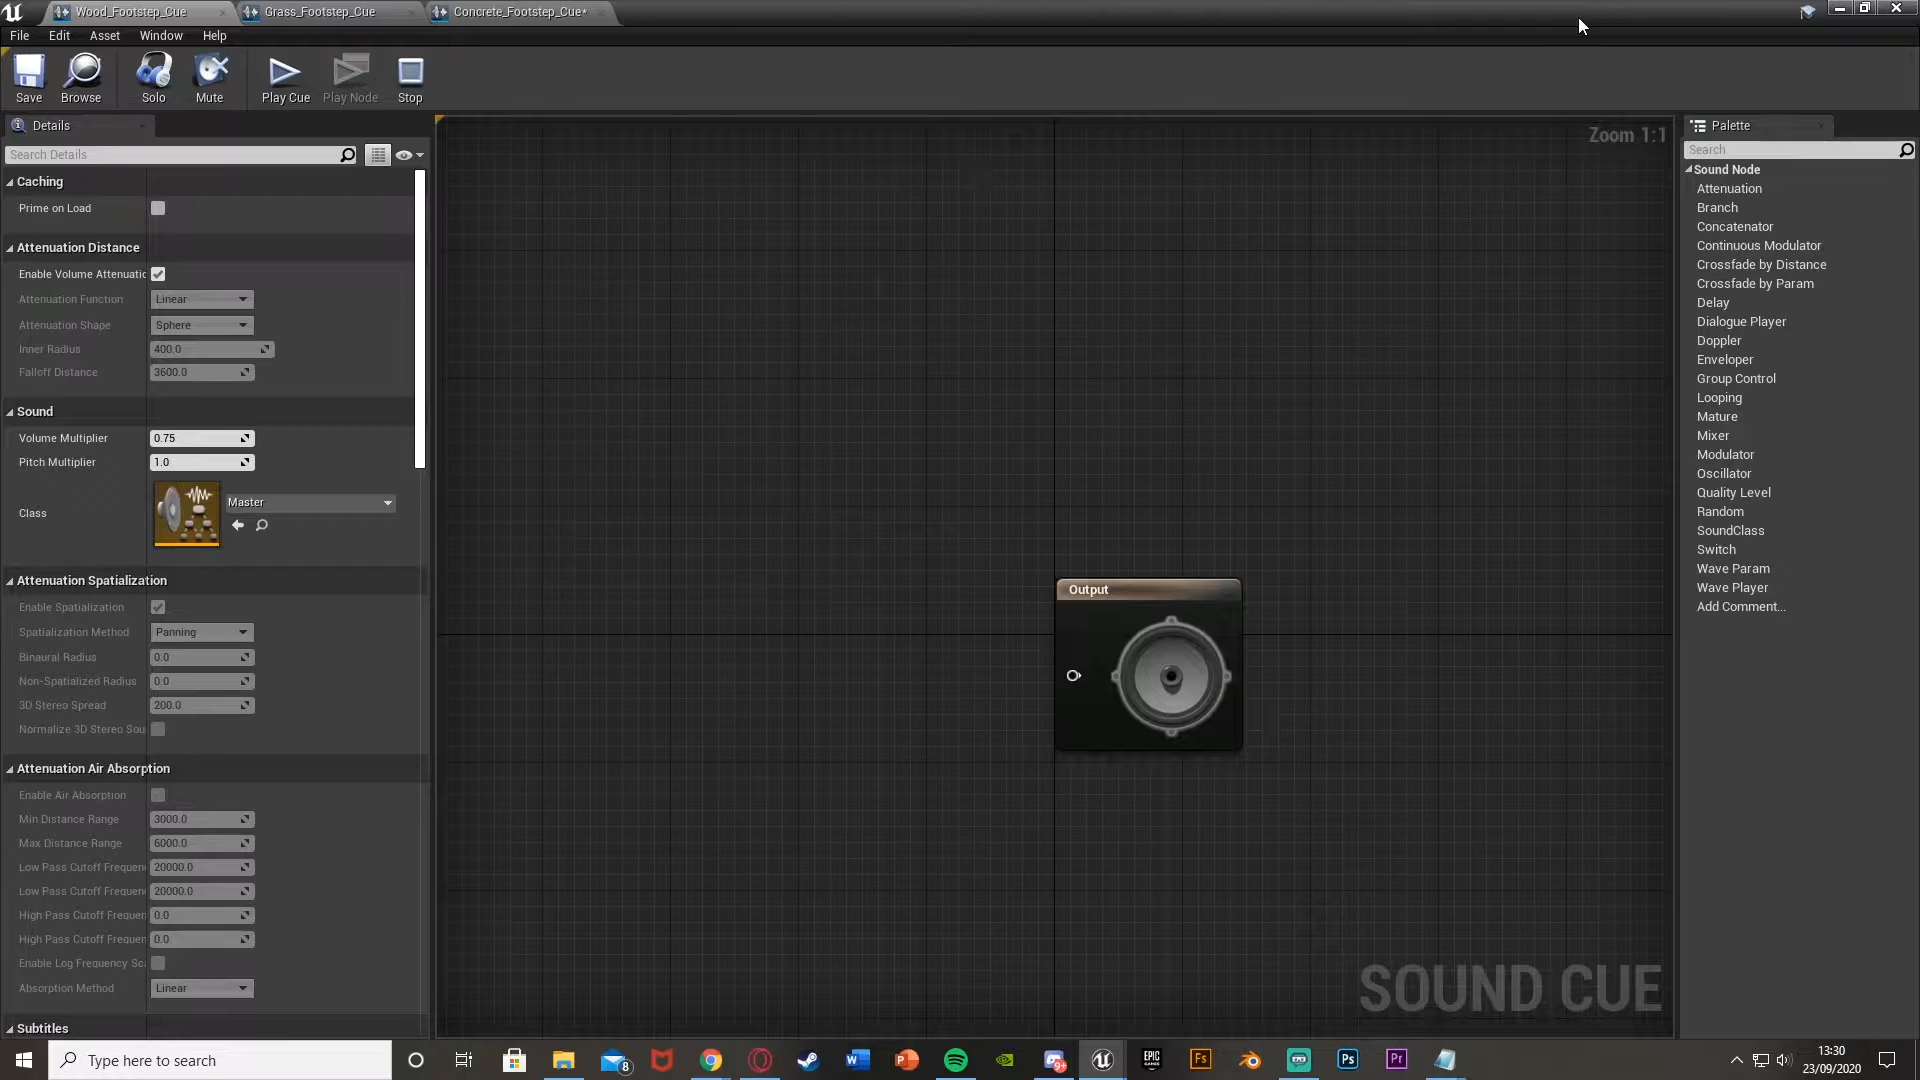 Wood_Footstep_Cue
Grass_Footstep_Cue
Concrete_Footstep_Cue*
File Edit Asset Window Help
Save Browse Solo Mute Play Cue Play Node Stop
Details
Search Details
Caching
Prime on Load
Attenuation Distance
Enable Volume Attenuatic
Attenuation Function Linear
Attenuation Shape Sphere
Inner Radius 400.0
Falloff Distance 3600.0
Sound
Volume Multiplier 0.75
Pitch Multiplier 1.0
Class Master
Attenuation Spatialization
Enable Spatialization
Spatialization Method Panning
Binaural Radius 0.0
Non-Spatialized Radius 0.0
3D Stereo Spread 200.0
Normalize 3D Stereo Sou
Attenuation Air Absorption
Enable Air Absorption
Min Distance Range 3000.0
Max Distance Range 6000.0
Low Pass Cutoff Frequen 20000.0
Low Pass Cutoff Frequen 20000.0
High Pass Cutoff Frequen 0.0
High Pass Cutoff Frequen 0.0
Enable Log Frequency Sca
Absorption Method Linear
Subtitles
Zoom 1:1
Output
SOUND CUE
Palette
Search
Sound Node
Attenuation
Branch
Concatenator
Continuous Modulator
Crossfade by Distance
Crossfade by Param
Delay
Dialogue Player
Doppler
Enveloper
Group Control
Looping
Mature
Mixer
Modulator
Oscillator
Quality Level
Random
SoundClass
Switch
Wave Param
Wave Player
Add Comment...
Type here to search
8
W
P
9+
EPIC
GAMES
Fs
Ps
Pr
13:30
23/09/2020